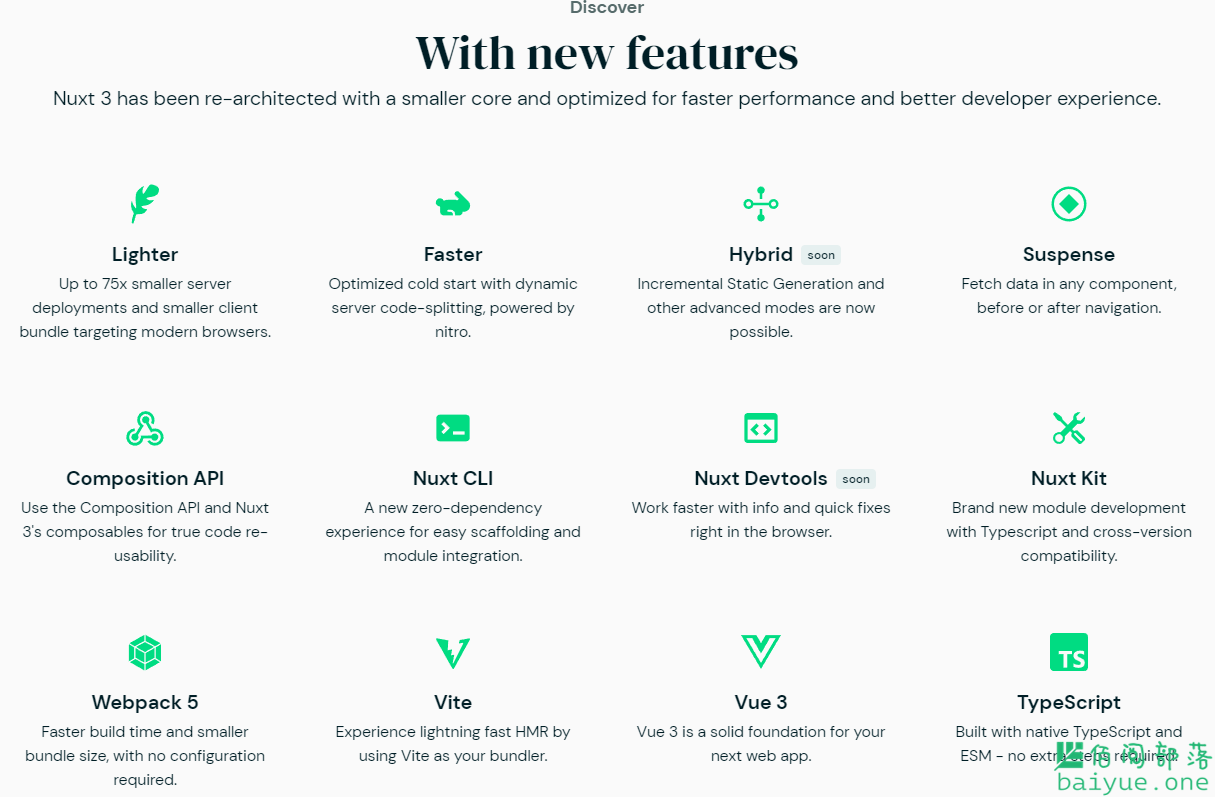 Discover
With new features
Nuxt 3 has been re-architected with a smaller core and optimized for faster performance and better developer experience.
Lighter
Up to 75x smaller server
deployments and smaller client
bundle targeting modern browsers.
Faster
Optimized cold start with dynamic
server code-splitting, powered by
nitro.
Hybrid soon
Incremental Static Generation and
other advanced modes are now
possible.
Suspense
Fetch data in any component,
before or after navigation.
Composition API
Use the Composition API and Nuxt
3's composables for true code re-
usability.
Nuxt CLI
A new zero-dependency
experience for easy scaffolding and
module integration.
Nuxt Devtools soon
Work faster with info and quick fixes
right in the browser.
Nuxt Kit
Brand new module development
with Typescript and cross-version
compatibility.
Webpack 5
Faster build time and smaller
bundle size, with no configuration
required.
Vite
Experience lightning fast HMR by
using Vite as your bundler.
Vue 3
Vue 3 is a solid foundation for your
next web app.
TS
TypeScript
Built with native TypeScript and
ESM - no extra steps required.
佰阅部落
baiyue.one